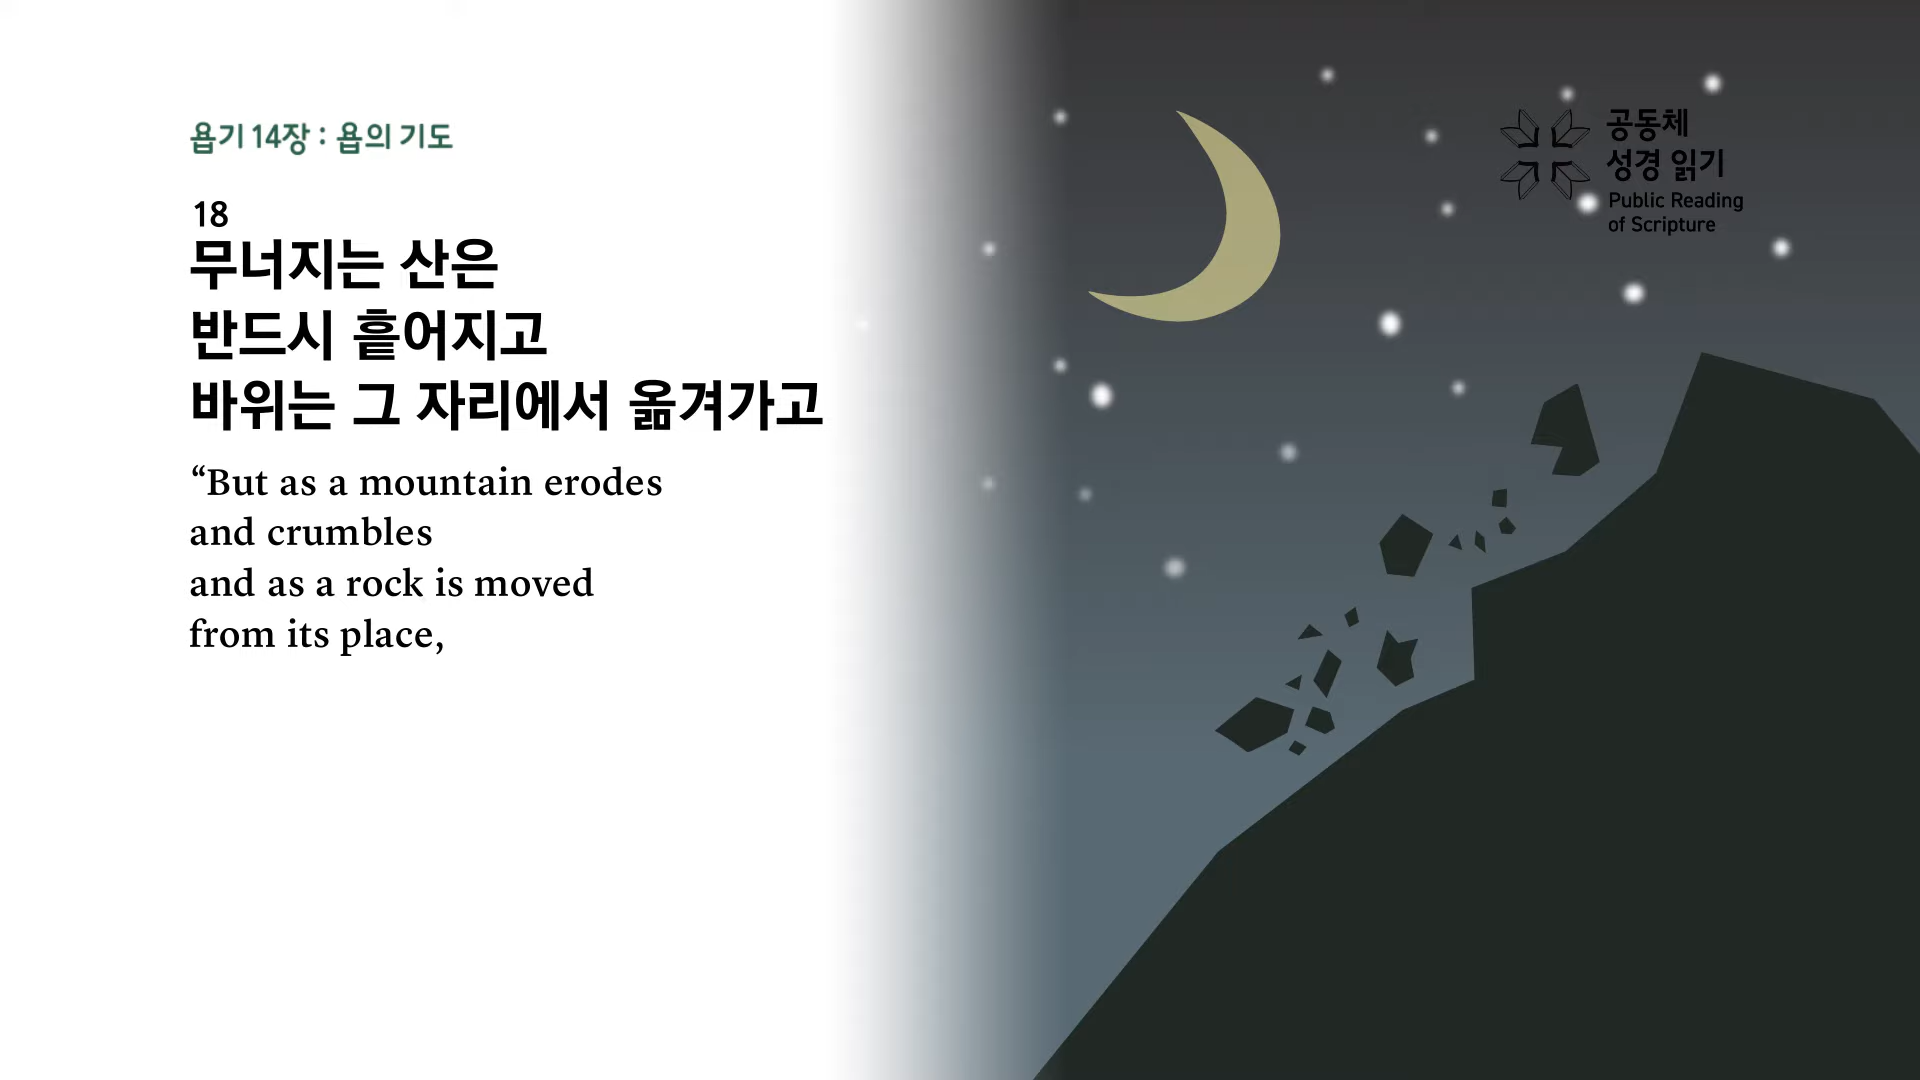 욥기 14장 : 욥의 기도
18
무너지는 산은
반드시 흩어지고
바위는 그 자리에서 옮겨가고
“But as a mountain erodes
and crumbles
and as a rock is moved
from its place,
공동체
성경 읽기
Public Reading
of Scripture